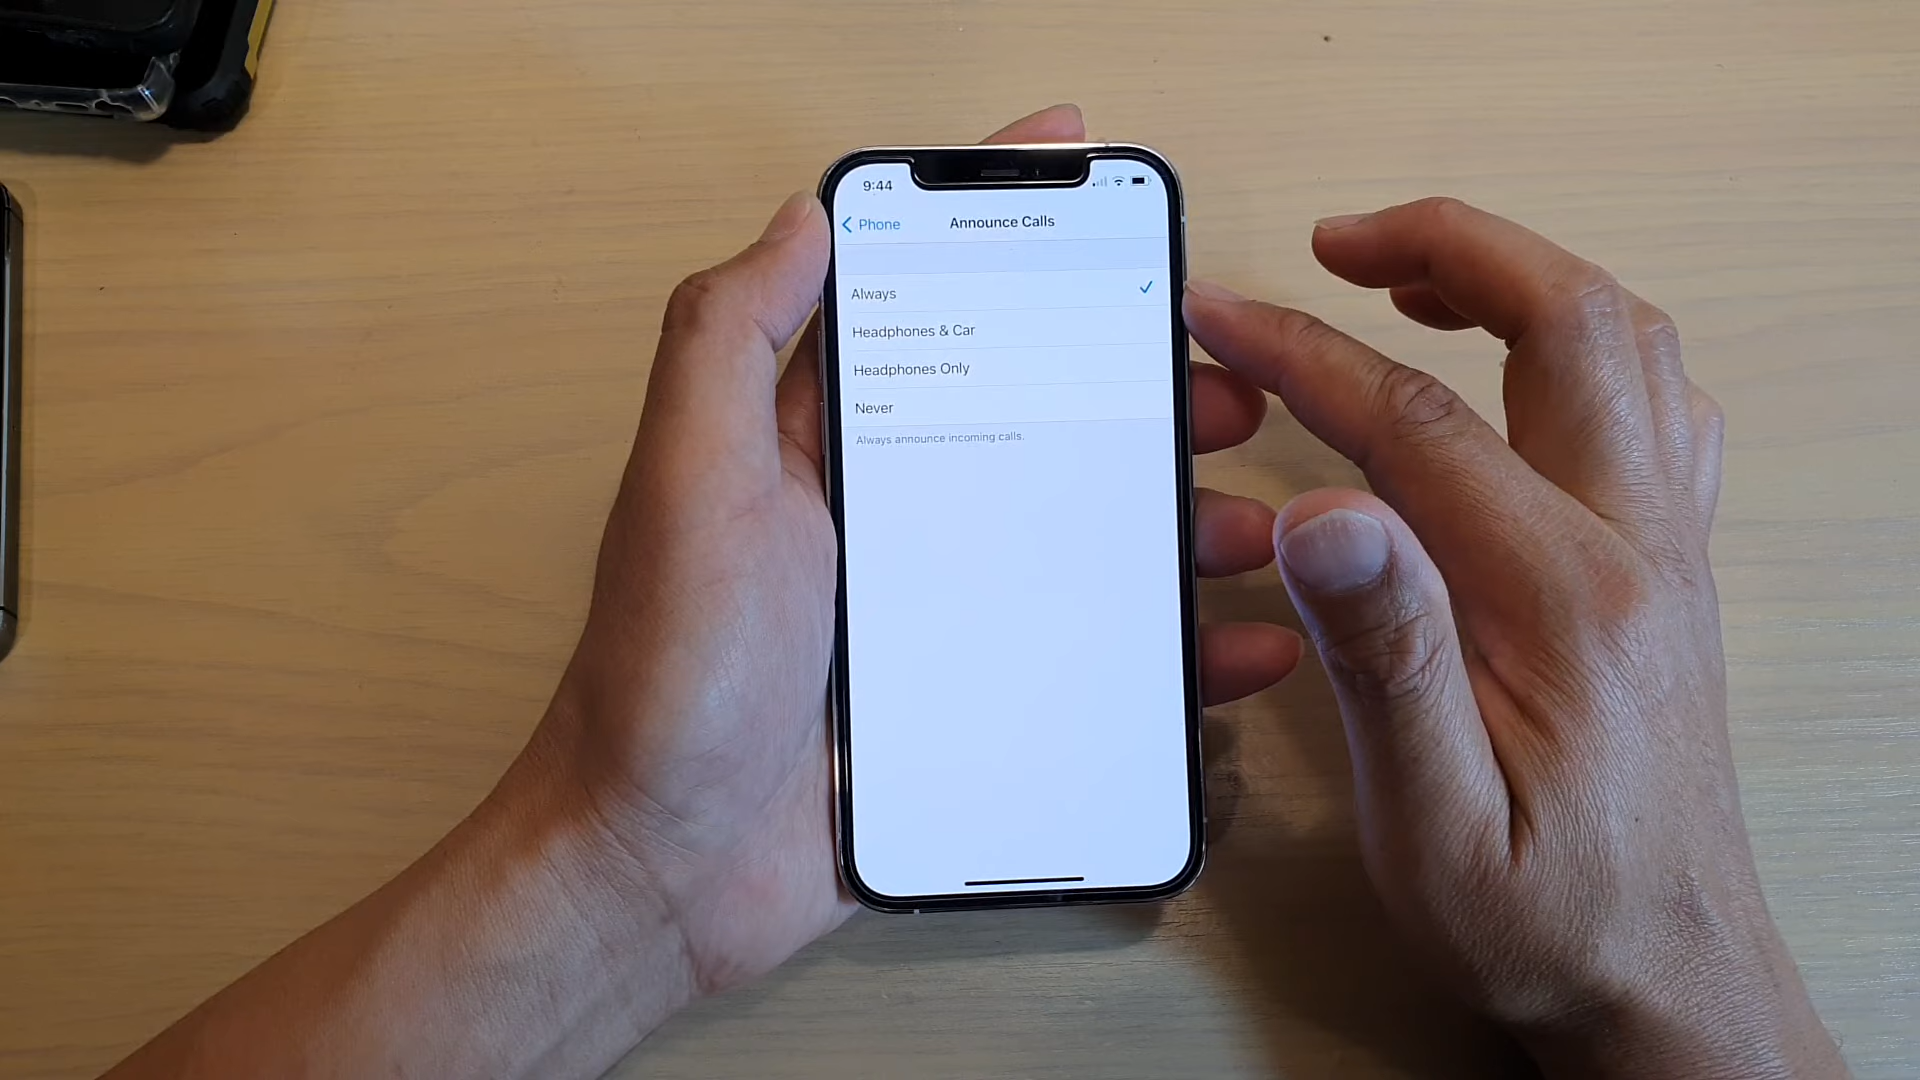 9:44
Phone
Announce Calls
Always
Headphones & Car
Headphones Only
Never
Always announce incoming calls.